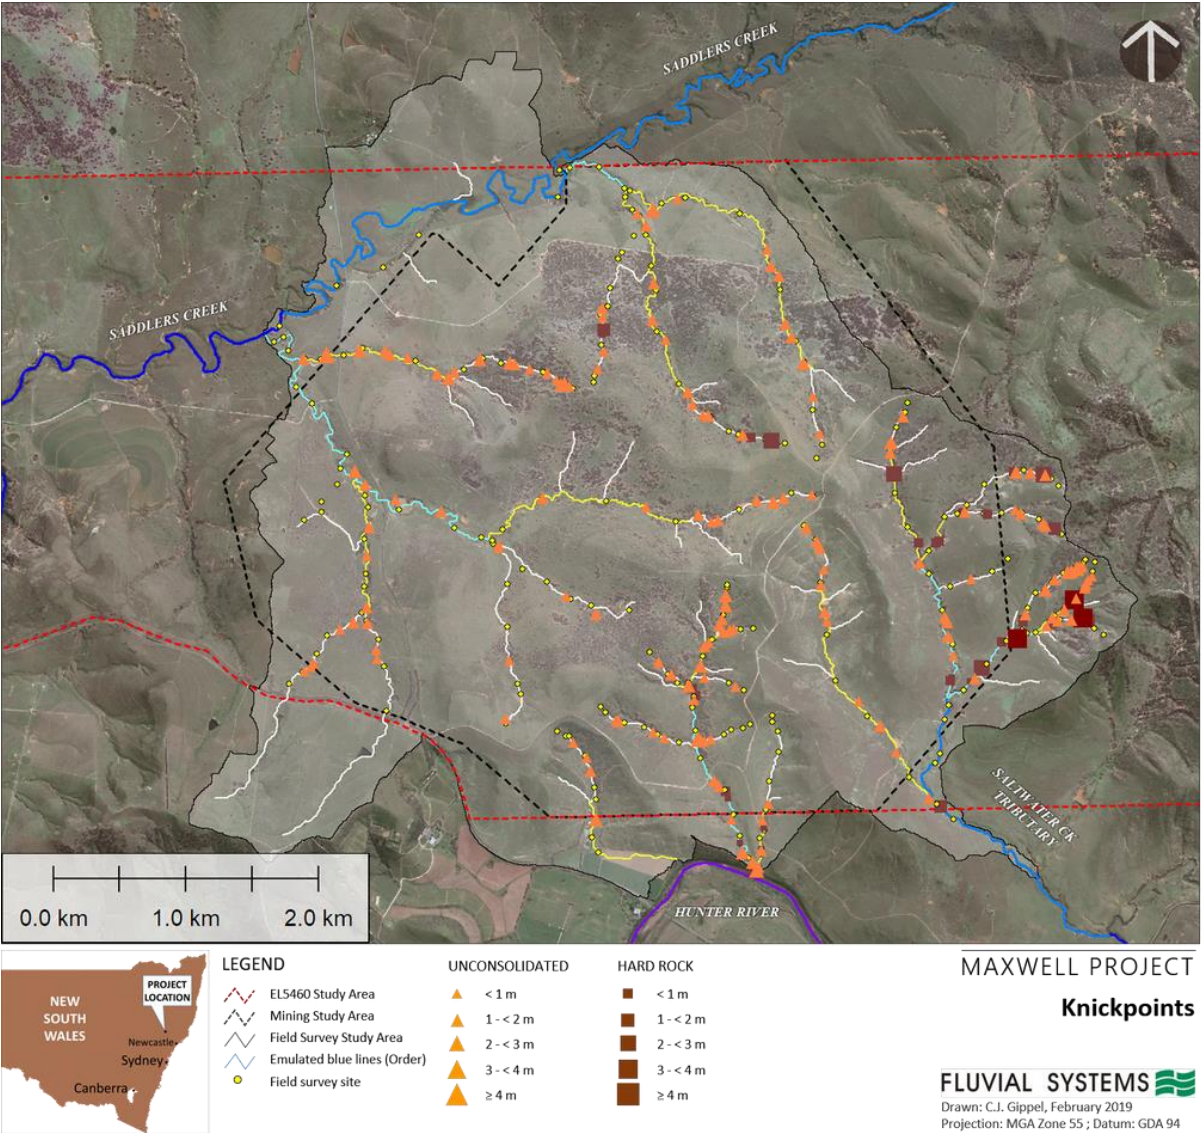 SADDLERS CREEK
SADDLERS CREEK
SALTWATER CK
TRIBUTARY
HUNTER RIVER
0.0 km 1.0 km 2.0 km
NEW
SOUTH
WALES
PROJECT
LOCATION
Newcastle
Sydney
Canberra
LEGEND
EL5460 Study Area
Mining Study Area
Field Survey Study Area
Emulated blue lines (Order)
Field survey site
UNCONSOLIDATED
< 1 m
1 - < 2 m
2 - < 3 m
3 - < 4 m
≥ 4 m
HARD ROCK
< 1 m
1 - < 2 m
2 - < 3 m
3 - < 4 m
≥ 4 m
MAXWELL PROJECT
Knickpoints
FLUVIAL SYSTEMS
Drawn: C.J. Gippel, February 2019
Projection: MGA Zone 55 ; Datum: GDA 94